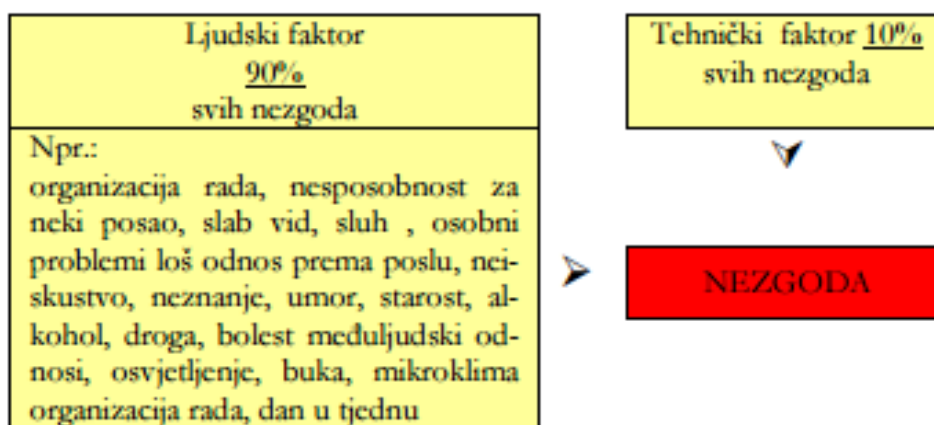 Ljudski faktor
90%
svih nezgoda
Npr.:
organizacija rada, nesposobnost za
neki posao, slab vid, sluh , osobni
problemi loš odnos prema poslu, nei-
skustvo, neznanje, umor, starost, al-
kohol, droga, bolest međuljudski od-
nosi, osvjetljenje, buka, mikroklima
organizacija rada, dan u tjednu
Tehnički faktor 10%
svih nezgoda
NEZGODA